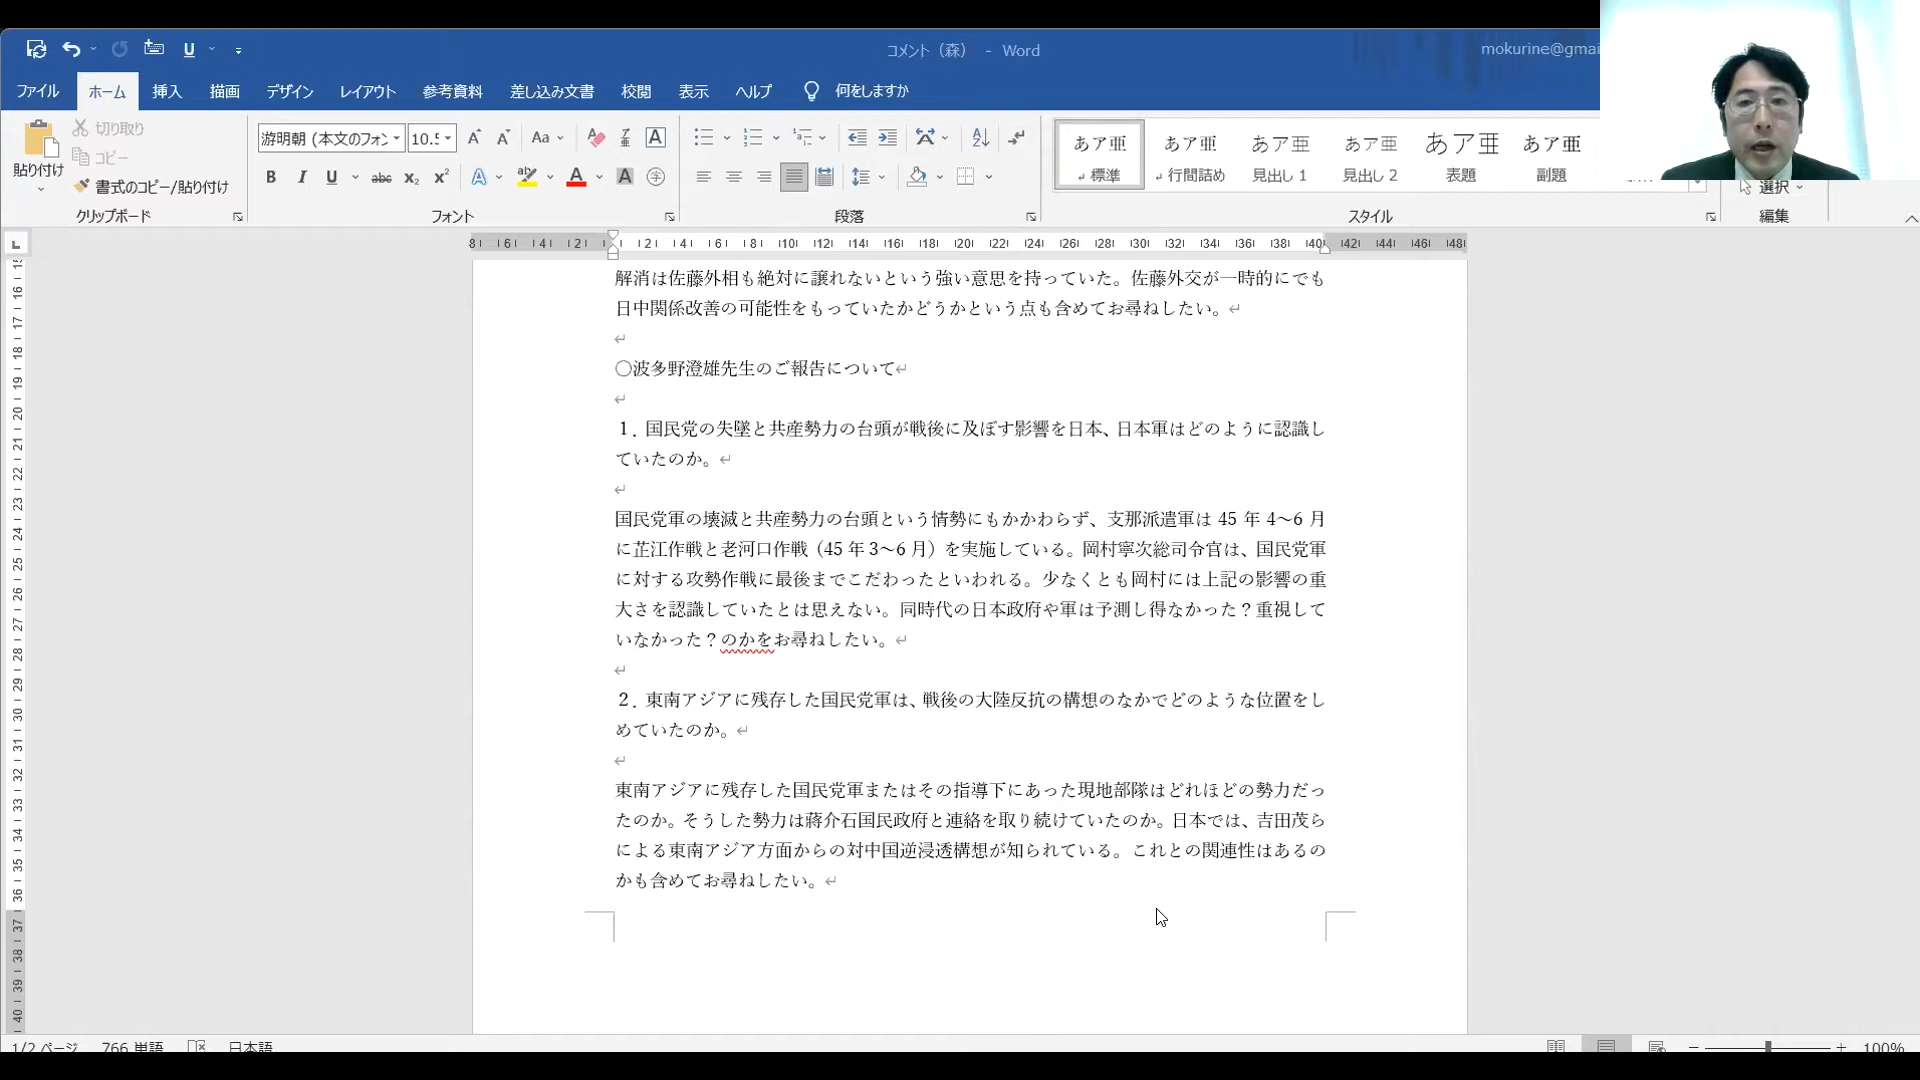 コメント（森） - Word
mokurine@gmai
ファイル ホーム 挿入 描画 デザイン レイアウト 参考資料 差し込み文書 校閲 表示 ヘルプ 何をしますか
貼り付け
切り取り
コピー
書式のコピー/貼り付け
クリップボード
游明朝 (本文のフォン
10.5
フォント
段落
あア亜 あア亜 あア亜 あア亜 あア亜 あア亜
標準 行間詰め 見出し 1 見出し 2 表題 副題
スタイル
選択
編集
8 6 4 2 2 4 6 8 10 12 14 16 18 20 22 24 26 28 30 32 34 36 38 40 42 44 46 48
解消は佐藤外相も絶対に譲れないという強い意思を持っていた。佐藤外交が一時的にでも
日中関係改善の可能性をもっていたかどうかという点も含めてお尋ねしたい。
〇波多野澄雄先生のご報告について
１．国民党の失墜と共産勢力の台頭が戦後に及ぼす影響を日本、日本軍はどのように認識し
ていたのか。
国民党軍の壊滅と共産勢力の台頭という情勢にもかかわらず、支那派遣軍は 45 年 4～6 月
に芷江作戦と老河口作戦（45 年 3～6 月）を実施している。岡村寧次総司令官は、国民党軍
に対する攻勢作戦に最後までこだわったといわれる。少なくとも岡村には上記の影響の重
大さを認識していたとは思えない。同時代の日本政府や軍は予測し得なかった？重視して
いなかった？のかをお尋ねしたい。
２．東南アジアに残存した国民党軍は、戦後の大陸反抗の構想のなかでどのような位置をし
めていたのか。
東南アジアに残存した国民党軍またはその指導下にあった現地部隊はどれほどの勢力だっ
たのか。そうした勢力は蔣介石国民政府と連絡を取り続けていたのか。日本では、吉田茂ら
による東南アジア方面からの対中国逆浸透構想が知られている。これとの関連性はあるの
かも含めてお尋ねしたい。
1/2 ページ 766 単語 日本語
100%